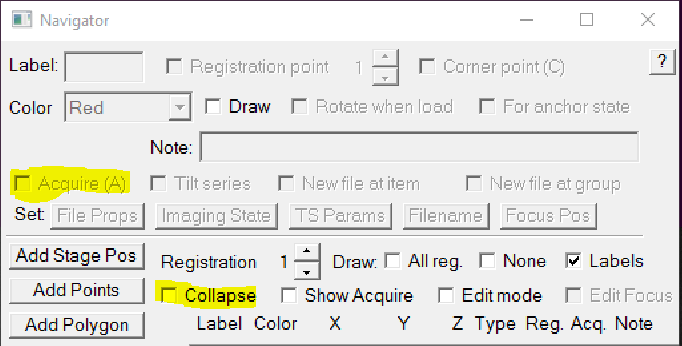 Navigator
Label: Registration point 1 Corner point (C) ?
Color Red Draw Rotate when load For anchor state
Note:
Acquire (A) Tilt series New file at item New file at group
Set: File Props Imaging State TS Params Filename Focus Pos
Add Stage Pos Registration 1 Draw: All reg. None Labels
Add Points Collapse Show Acquire Edit mode Edit Focus
Add Polygon Label Color X Y Z Type Reg. Acq. Note